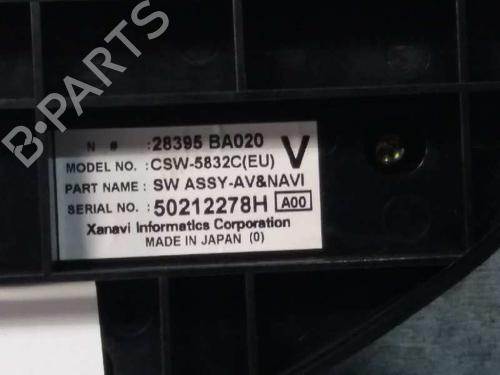 B-PARTS
N #  : 28395 BA020 V
MODEL NO. : CSW-5832C(EU)
PART NAME : SW ASSY-AV&NAVI
SERIAL NO. : 50212278H A00
Xanavi Informatics Corporation
MADE IN JAPAN (0)